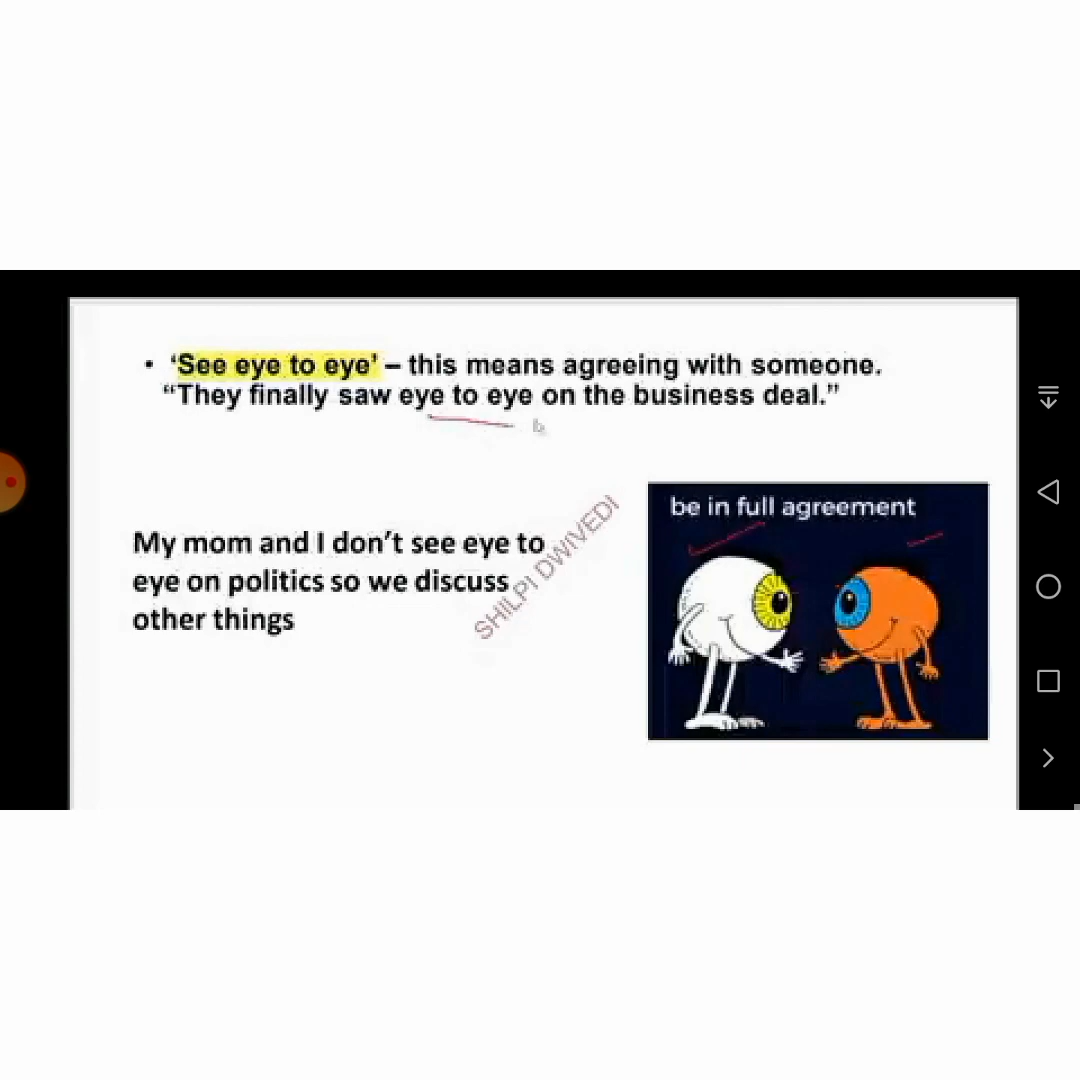 • ‘See eye to eye’ – this means agreeing with someone.
“They finally saw eye to eye on the business deal.”
be in full agreement
My mom and I don’t see eye to
eye on politics so we discuss
other things
SHILPI DWIVEDI